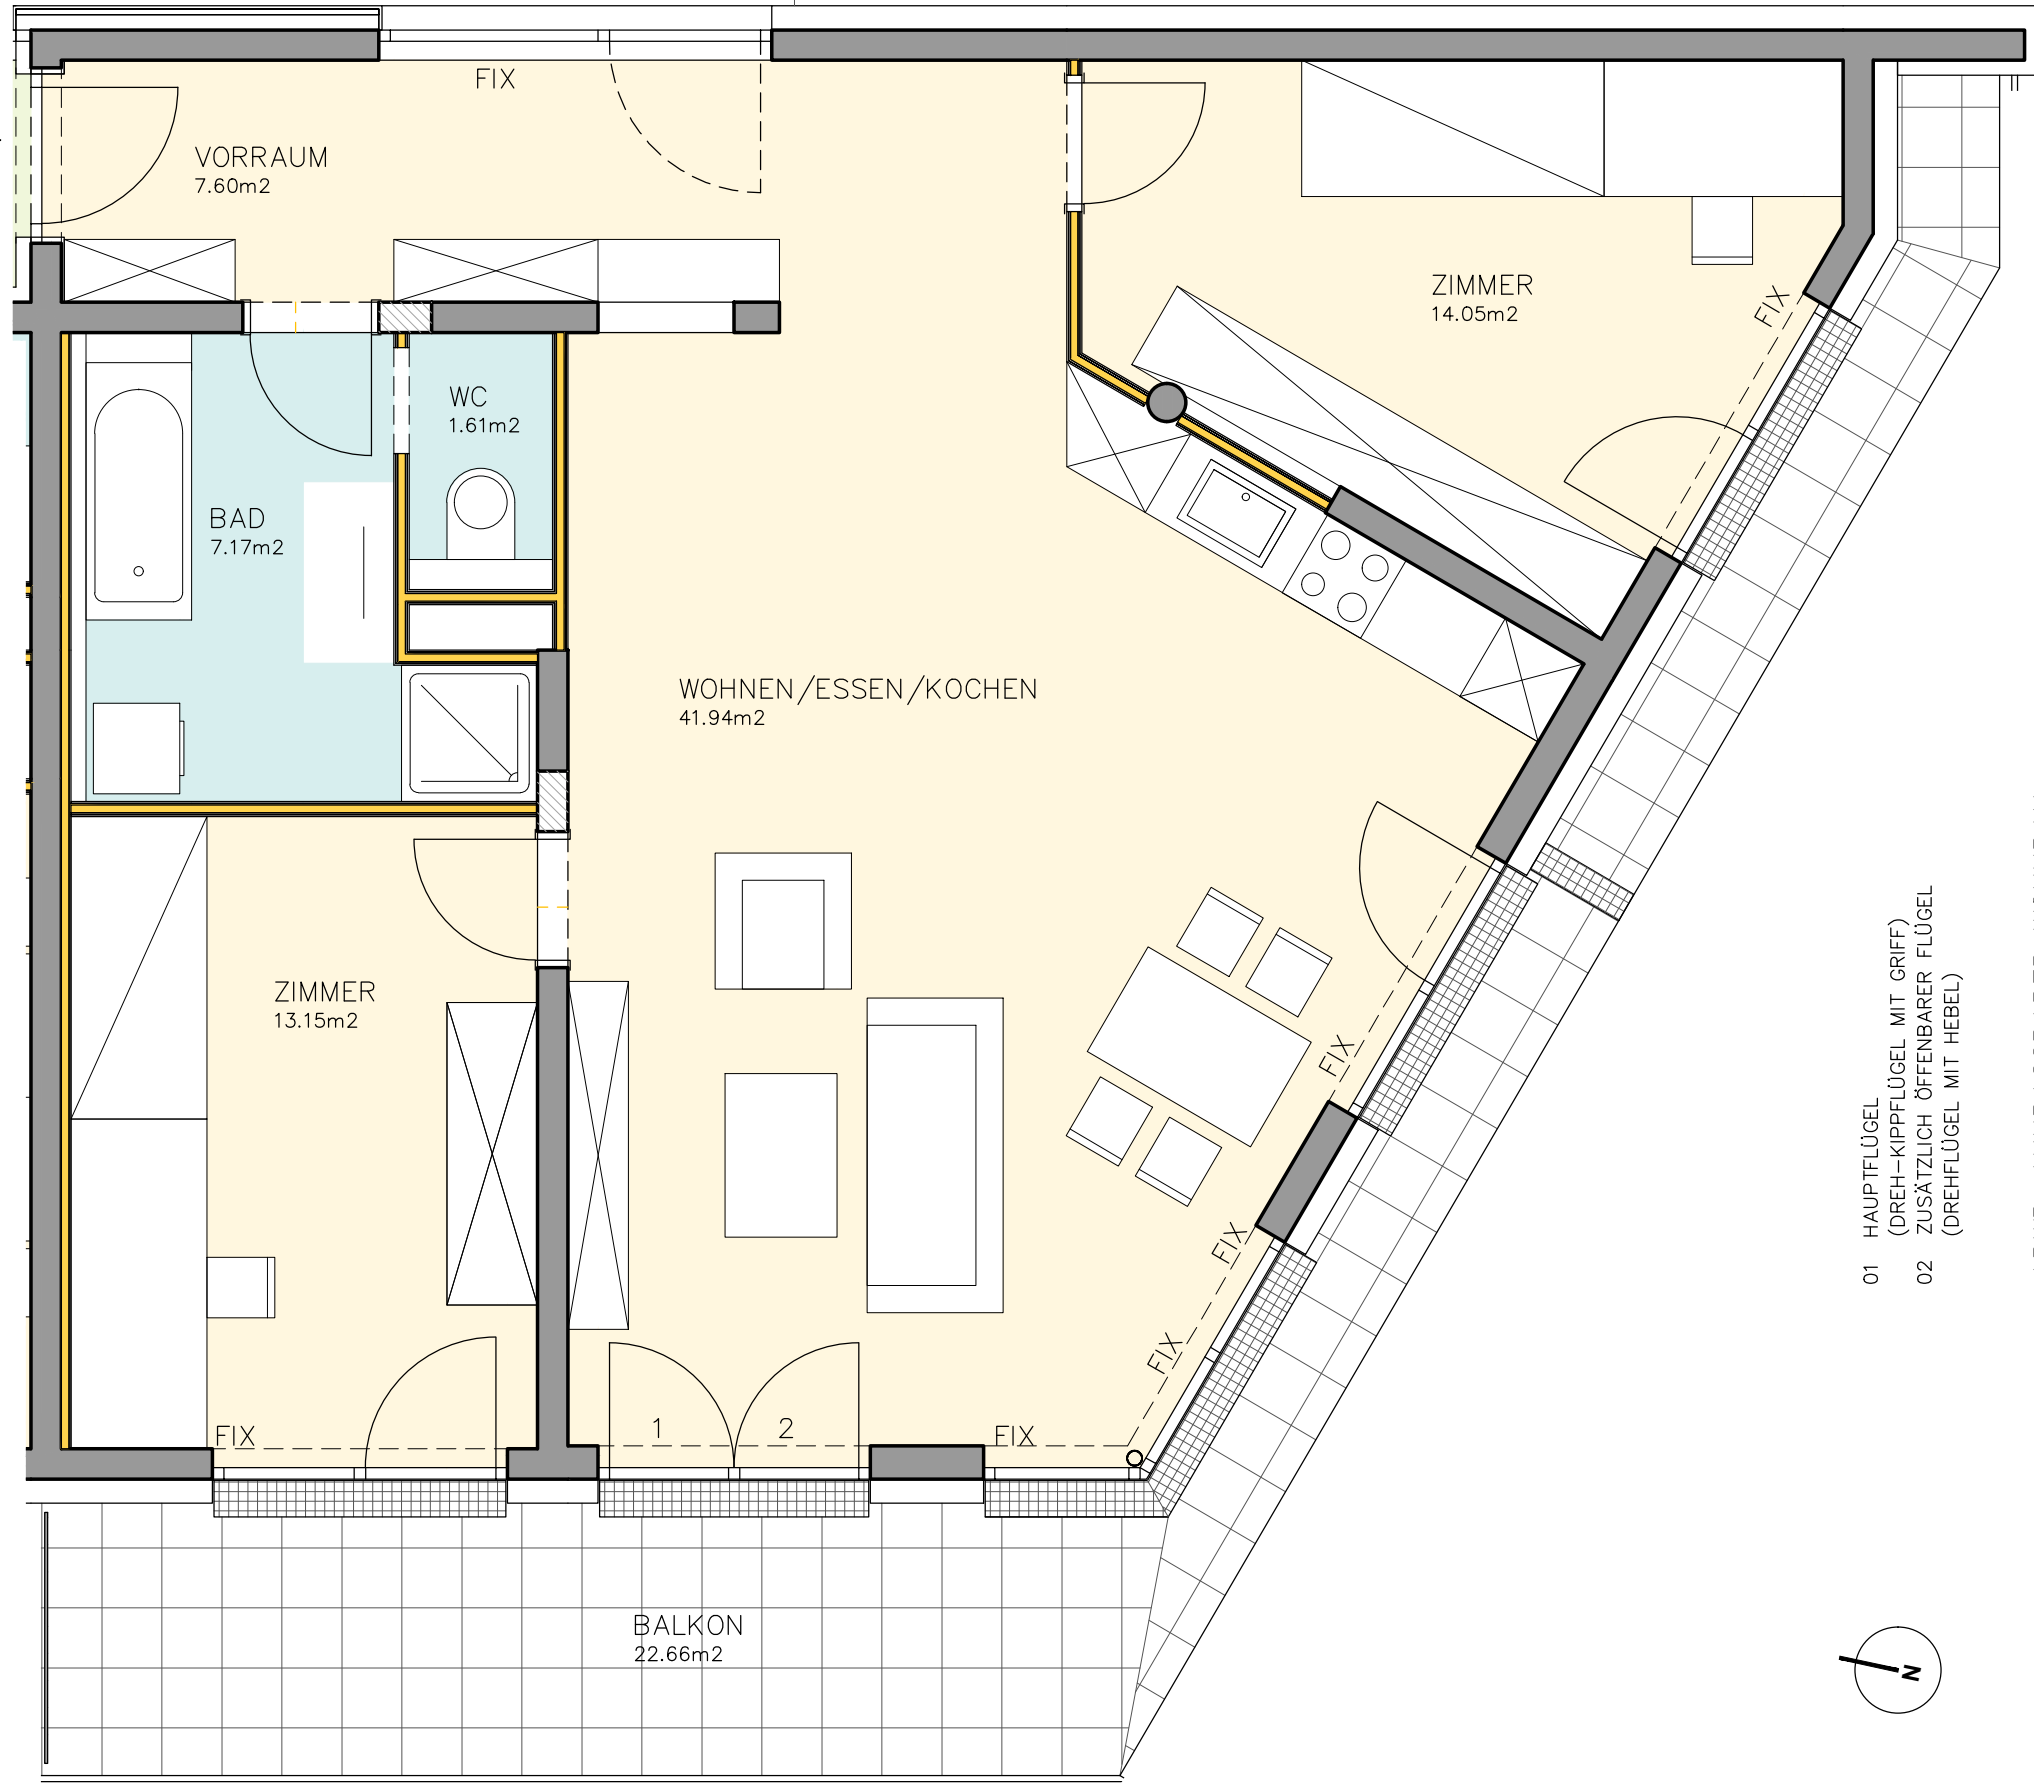 FIX
VORRAUM
7.60m2
ZIMMER
14.05m2
FIX
WC
1.61m2
BAD
7.17m2
WOHNEN/ESSEN/KOCHEN
41.94m2
ZIMMER
13.15m2
FIX
FIX
FIX
FIX
1
2
FIX
BALKON
22.66m2
01 HAUPTFLÜGEL
(DREH-KIPPFLÜGEL MIT GRIFF)
02 ZUSÄTZLICH ÖFFENBARER FLÜGEL
(DREHFLÜGEL MIT HEBEL)
N